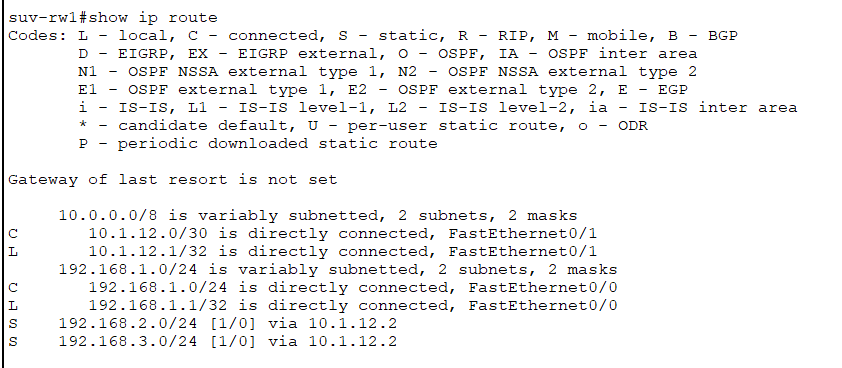 suv-rw1#show ip route
Codes: L - local, C - connected, S - static, R - RIP, M - mobile, B - BGP
       D - EIGRP, EX - EIGRP external, O - OSPF, IA - OSPF inter area
       N1 - OSPF NSSA external type 1, N2 - OSPF NSSA external type 2
       E1 - OSPF external type 1, E2 - OSPF external type 2, E - EGP
       i - IS-IS, L1 - IS-IS level-1, L2 - IS-IS level-2, ia - IS-IS inter area
       * - candidate default, U - per-user static route, o - ODR
       P - periodic downloaded static route

Gateway of last resort is not set

     10.0.0.0/8 is variably subnetted, 2 subnets, 2 masks
C       10.1.12.0/30 is directly connected, FastEthernet0/1
L       10.1.12.1/32 is directly connected, FastEthernet0/1
     192.168.1.0/24 is variably subnetted, 2 subnets, 2 masks
C       192.168.1.0/24 is directly connected, FastEthernet0/0
L       192.168.1.1/32 is directly connected, FastEthernet0/0
S    192.168.2.0/24 [1/0] via 10.1.12.2
S    192.168.3.0/24 [1/0] via 10.1.12.2